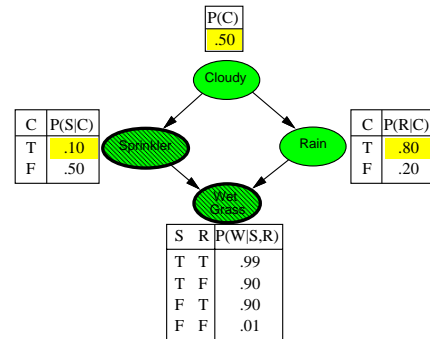 P(C)
.50
Cloudy
C P(S|C)
T .10
F .50
Sprinkler
Rain
C P(R|C)
T .80
F .20
Wet
Grass
S R P(W|S,R)
T T .99
T F .90
F T .90
F F .01